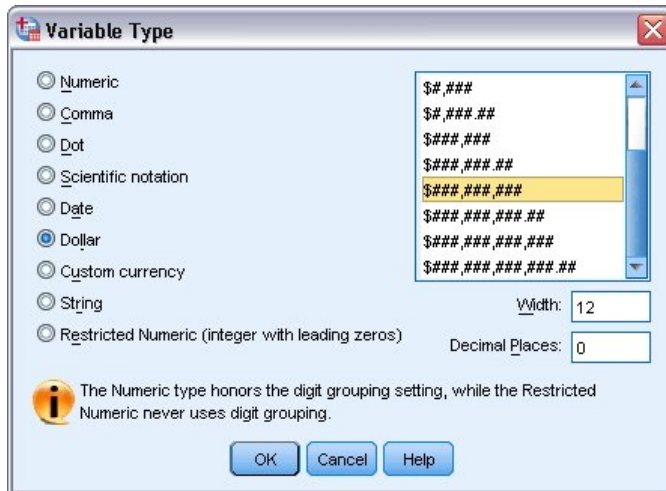 Variable Type
Numeric
Comma
Dot
Scientific notation
Date
Dollar
Custom currency
String
Restricted Numeric (integer with leading zeros)
$#,###
$#,###.##
$###,###
$###,###.##
$###,###,###
$###,###,###.##
$###,###,###,###
$###,###,###,###.##
Width: 12
Decimal Places: 0
The Numeric type honors the digit grouping setting, while the Restricted
Numeric never uses digit grouping.
OK Cancel Help